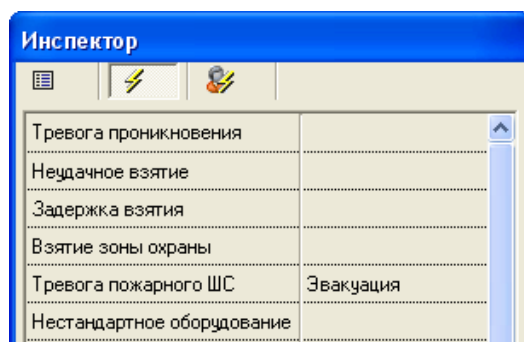 Инспектор
Тревога проникновения
Неудачное взятие
Задержка взятия
Взятие зоны охраны
Тревога пожарного ШС Эвакуация
Нестандартное оборудование